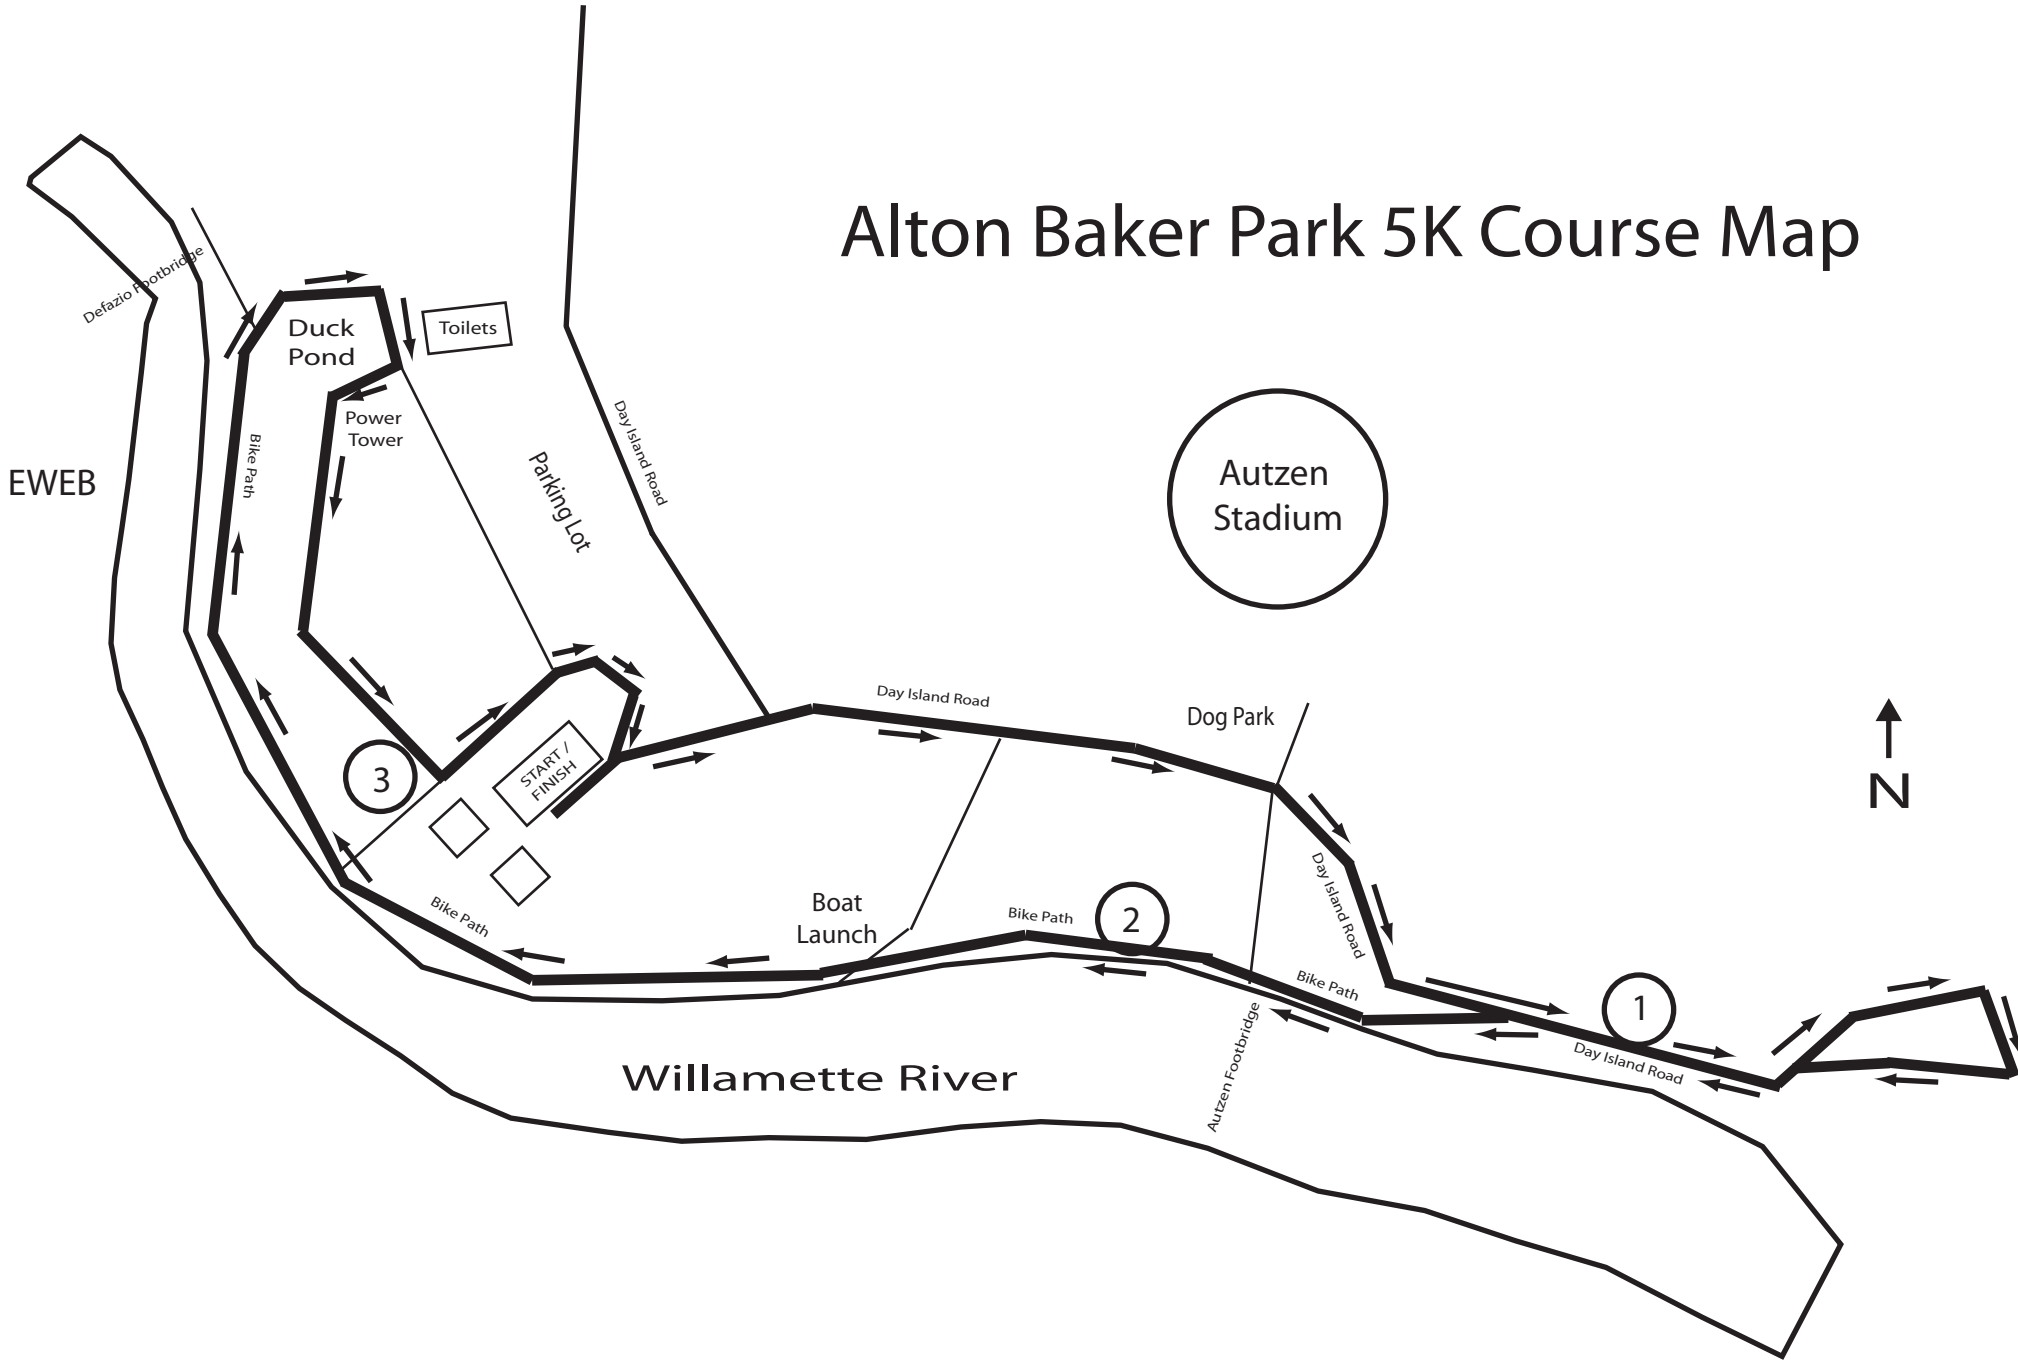 Alton Baker Park 5K Course Map
Defazio Footbridge
Duck
Pond
Toilets
Power
Tower
Bike Path
EWEB
Parking Lot
Day Island Road
Autzen
Stadium
Day Island Road
Dog Park
N
START /
FINISH
3
Day Island Road
Boat
Launch
Bike Path
Bike Path
2
Bike Path
1
Day Island Road
Autzen Footbridge
Willamette River